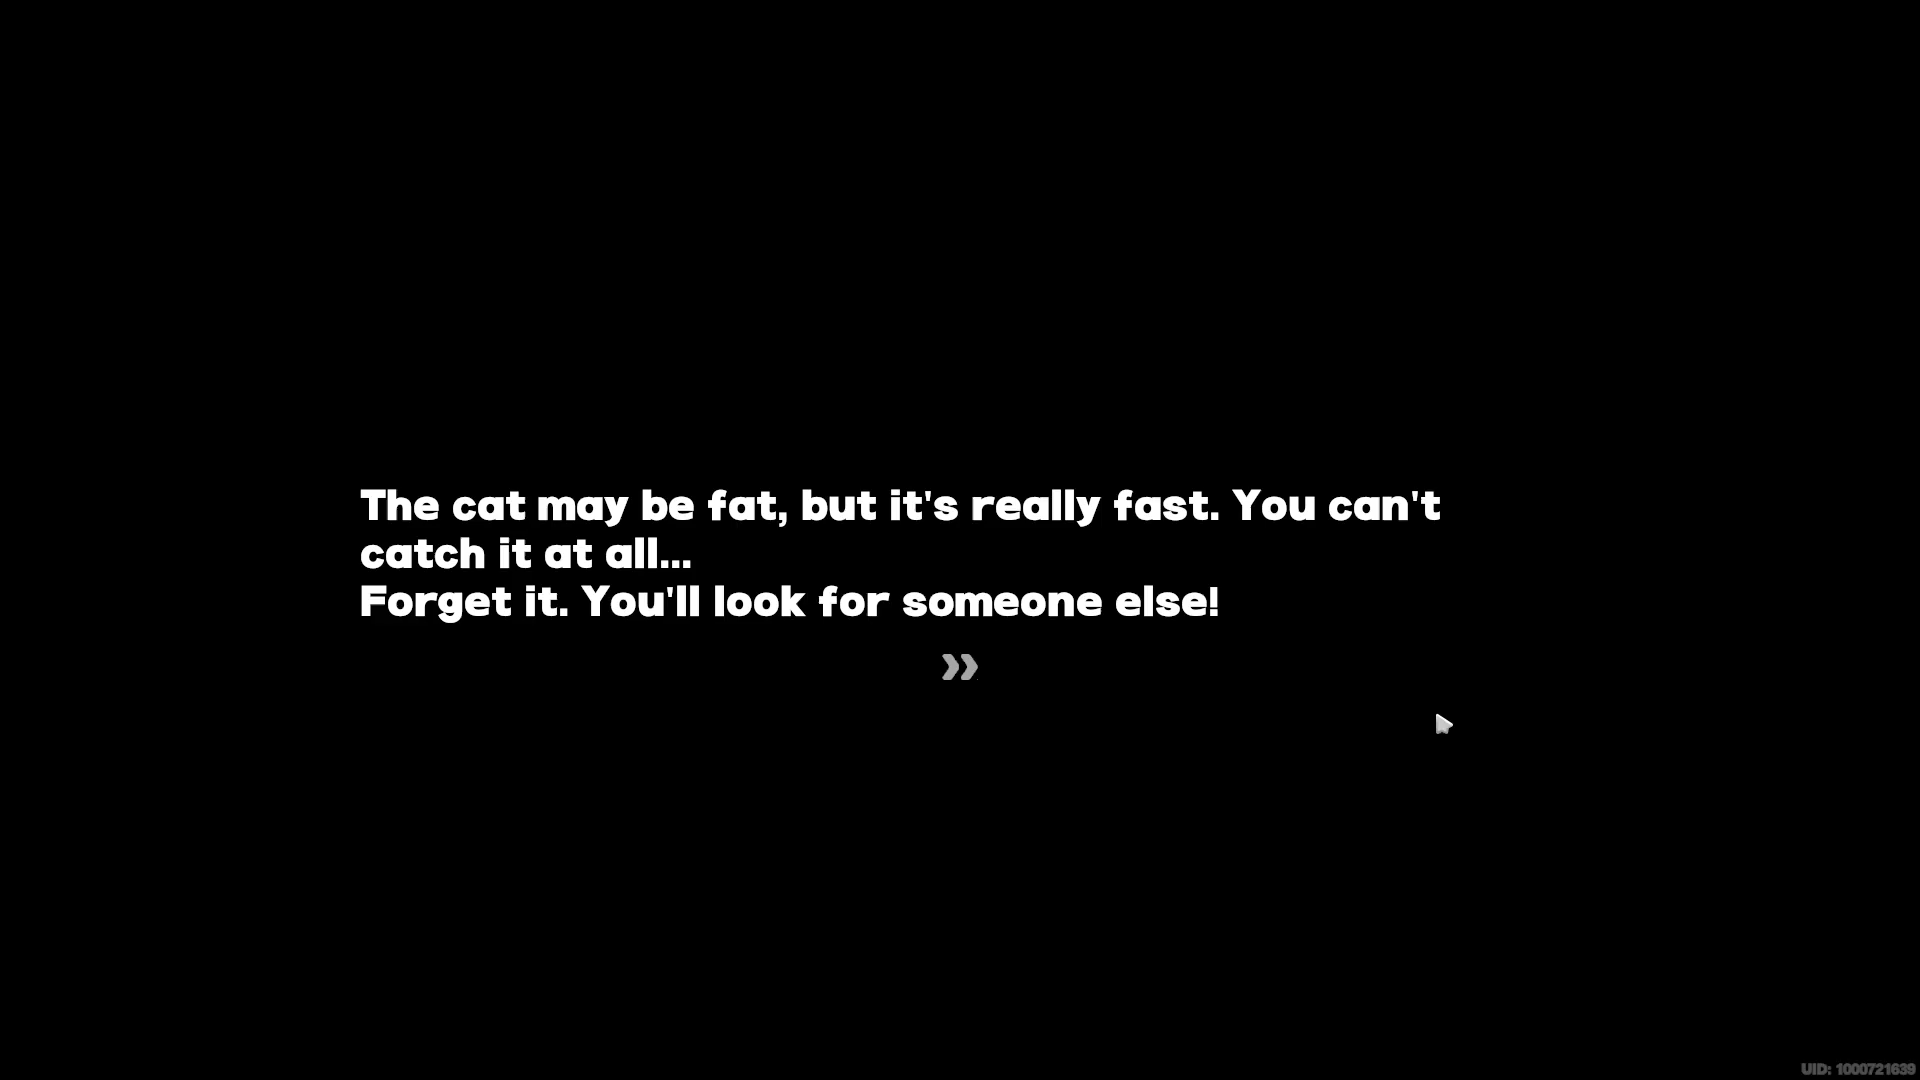 The cat may be fat, but it's really fast. You can't
catch it at all...
Forget it. You'll look for someone else!
UID: 1000721639